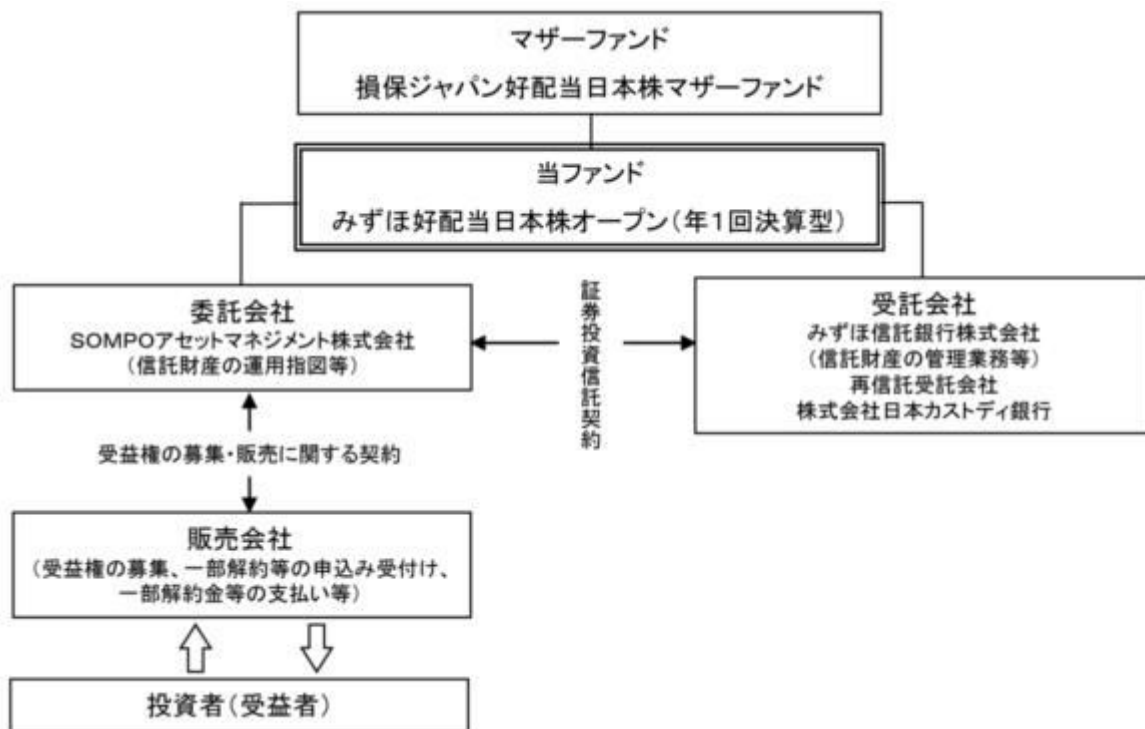 マザーファンド
損保ジャパン好配当日本株マザーファンド
当ファンド
みずほ好配当日本株オープン(年1回決算型)
委託会社
SOMPOアセットマネジメント株式会社
(信託財産の運用指図等)
証券投資信託契約
受託会社
みずほ信託銀行株式会社
(信託財産の管理業務等)
再信託受託会社
株式会社日本カストディ銀行
受益権の募集・販売に関する契約
販売会社
(受益権の募集、一部解約等の申込み受付け、
一部解約金等の支払い等)
投資者(受益者)